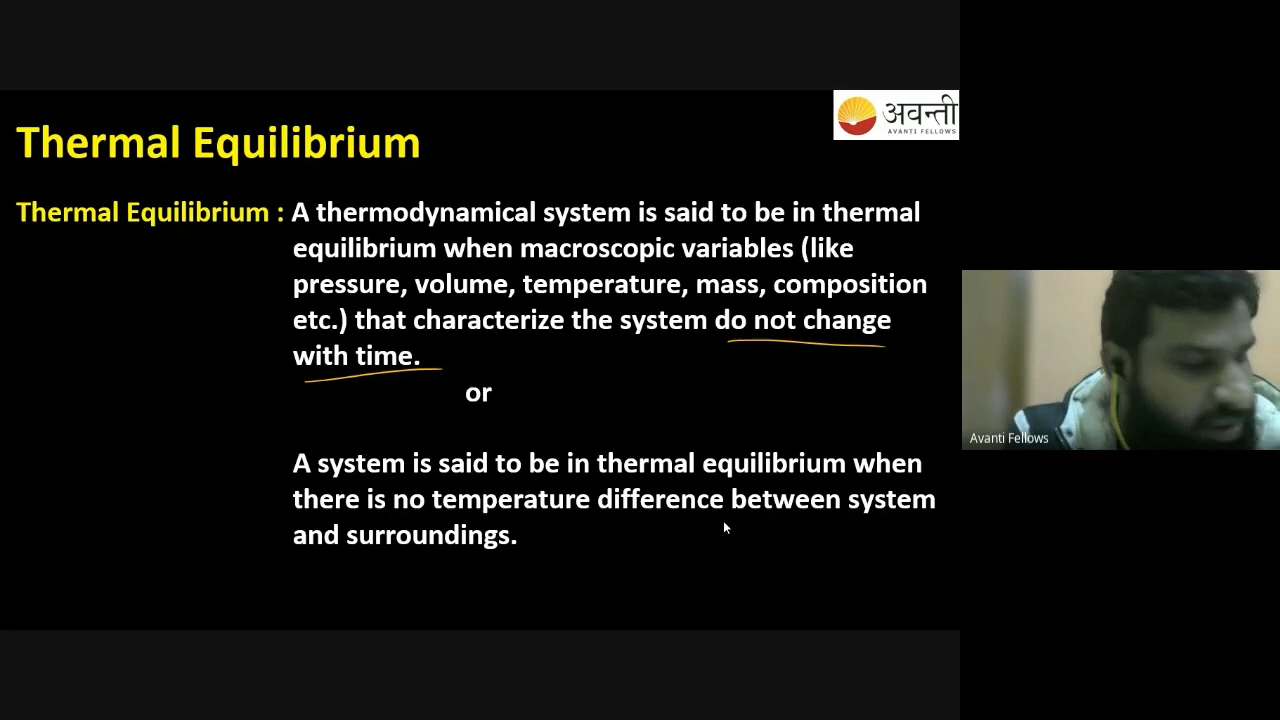 अवन्ती
AVANTI FELLOWS
Thermal Equilibrium
Thermal Equilibrium : A thermodynamical system is said to be in thermal
equilibrium when macroscopic variables (like
pressure, volume, temperature, mass, composition
etc.) that characterize the system do not change
with time.
or
A system is said to be in thermal equilibrium when
there is no temperature difference between system
and surroundings.
Avanti Fellows